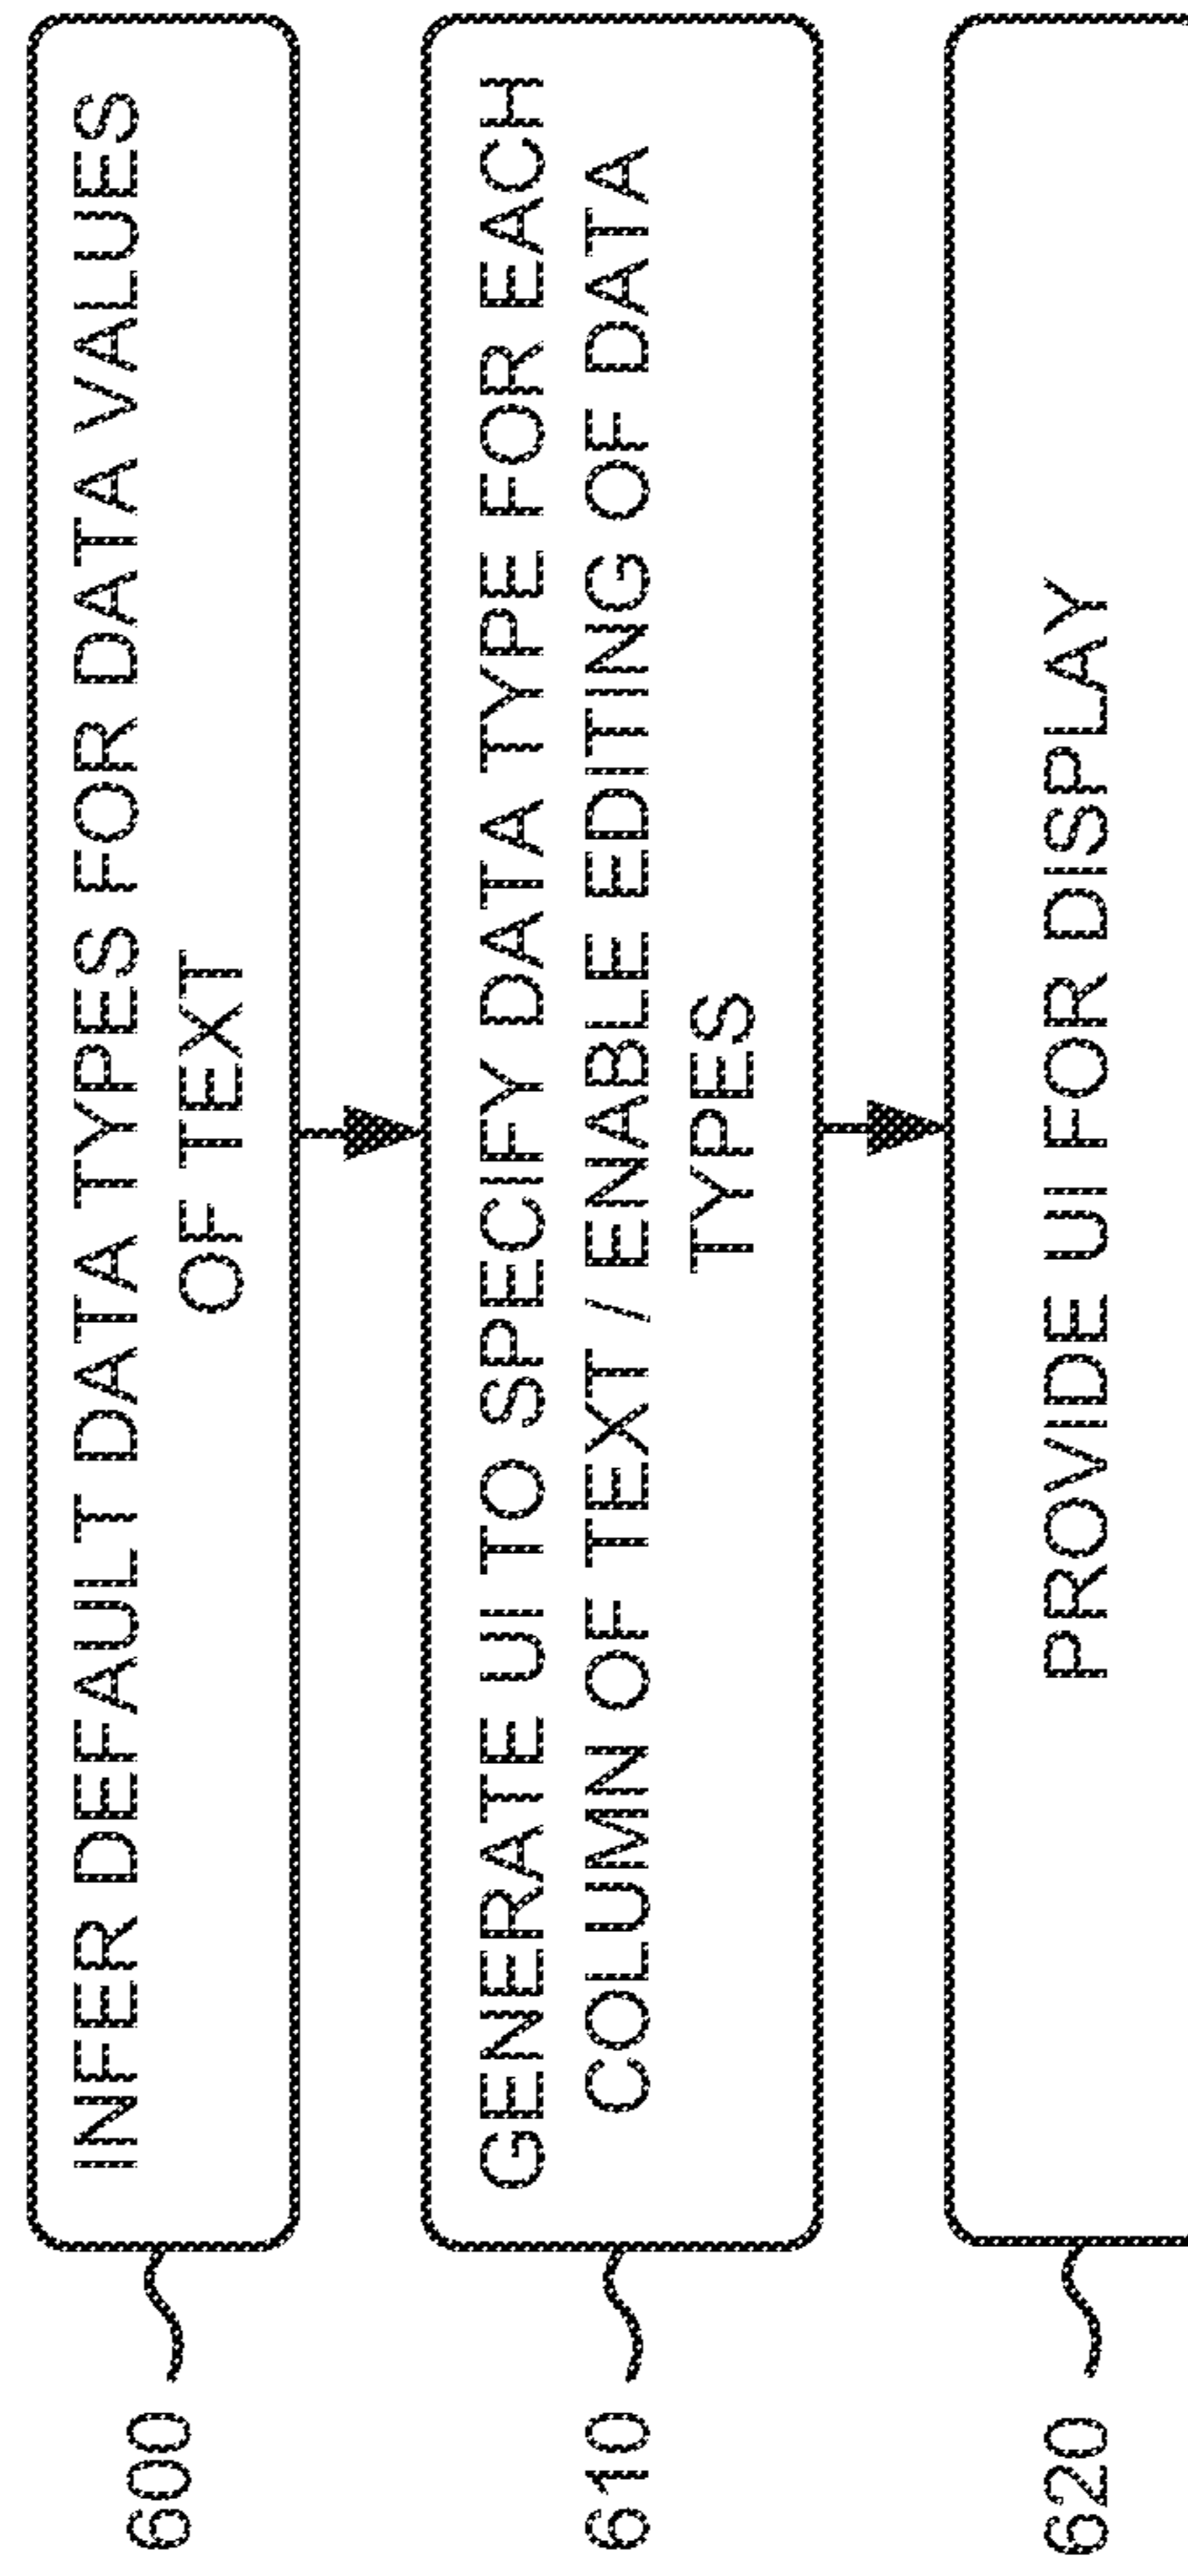 600
INFER DEFAULT DATA TYPES FOR DATA VALUES
OF TEXT
610
GENERATE UI TO SPECIFY DATA TYPE FOR EACH
COLUMN OF TEXT / ENABLE EDITING OF DATA
TYPES
620
PROVIDE UI FOR DISPLAY